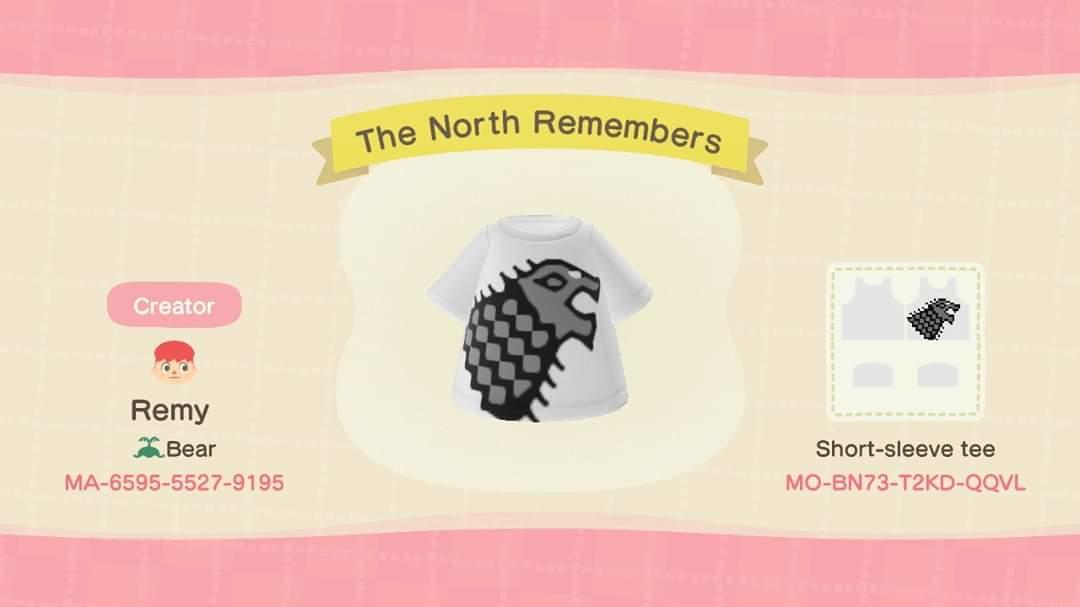 The North Remembers
Creator
Remy
Bear
MA-6595-5527-9195
Short-sleeve tee
MO-BN73-T2KD-QQVL